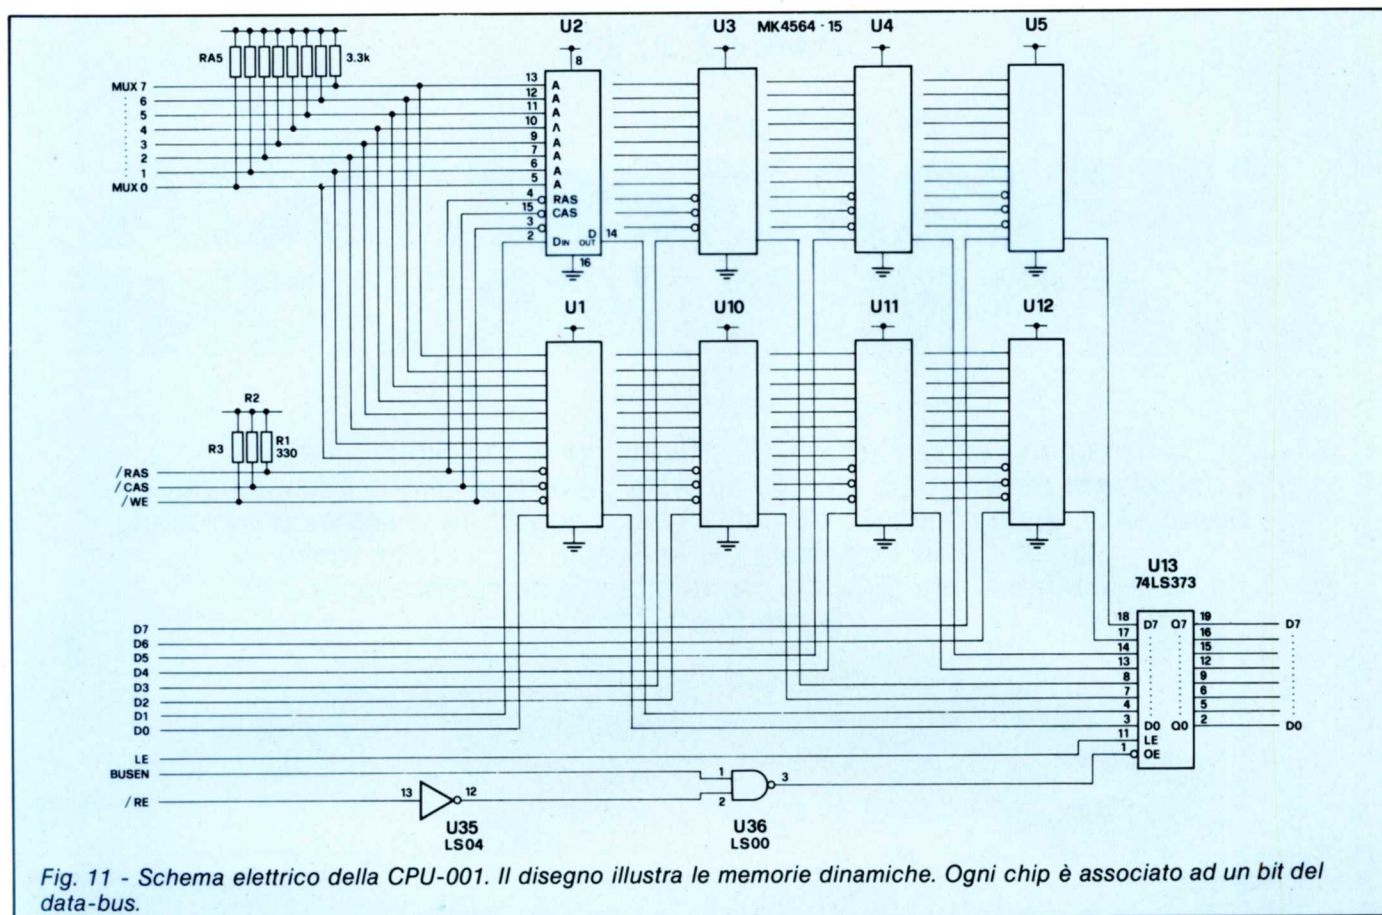 U2 U3 MK4564 - 15 U4 U5
RA5 3.3k 8
MUX 7 13 A
6 12 A
5 11 A
4 10 A
3 9 A
2 7 A
1 6 A
MUX 0 5 A
4 RAS
15 CAS
3
2 DIN D OUT 14
16
U1 U10 U11 U12
R2
R3 R1
330
/RAS
/CAS
/WE
U13
74LS373
D7 18 D7 Q7 19 D7
D6 17 16
D5 14 15
D4 13 12
D3 8 9
D2 7 6
D1 4 5
D0 3 D0 Q0 2 D0
LE 11 LE
BUSEN 1 OE
1 3
/RE 13 12 2
U35 U36
LS04 LS00
Fig. 11 - Schema elettrico della CPU-001. Il disegno illustra le memorie dinamiche. Ogni chip è associato ad un bit del
data-bus.